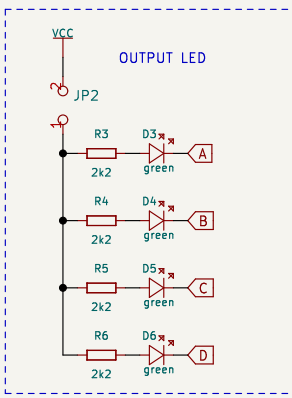 VCC
OUTPUT LED
2
JP2
1
R3 D3
A
2k2 green
R4 D4
B
2k2 green
R5 D5
C
2k2 green
R6 D6
D
2k2 green